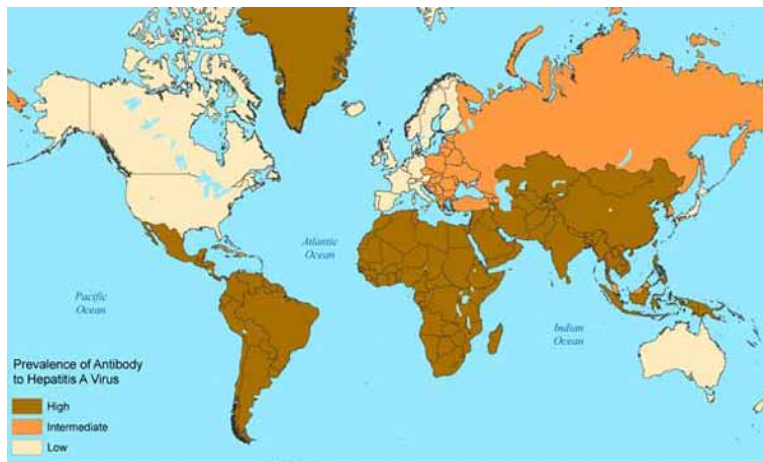 Atlantic
Ocean
Pacific
Ocean
Indian
Ocean
Prevalence of Antibody
to Hepatitis A Virus
High
Intermediate
Low